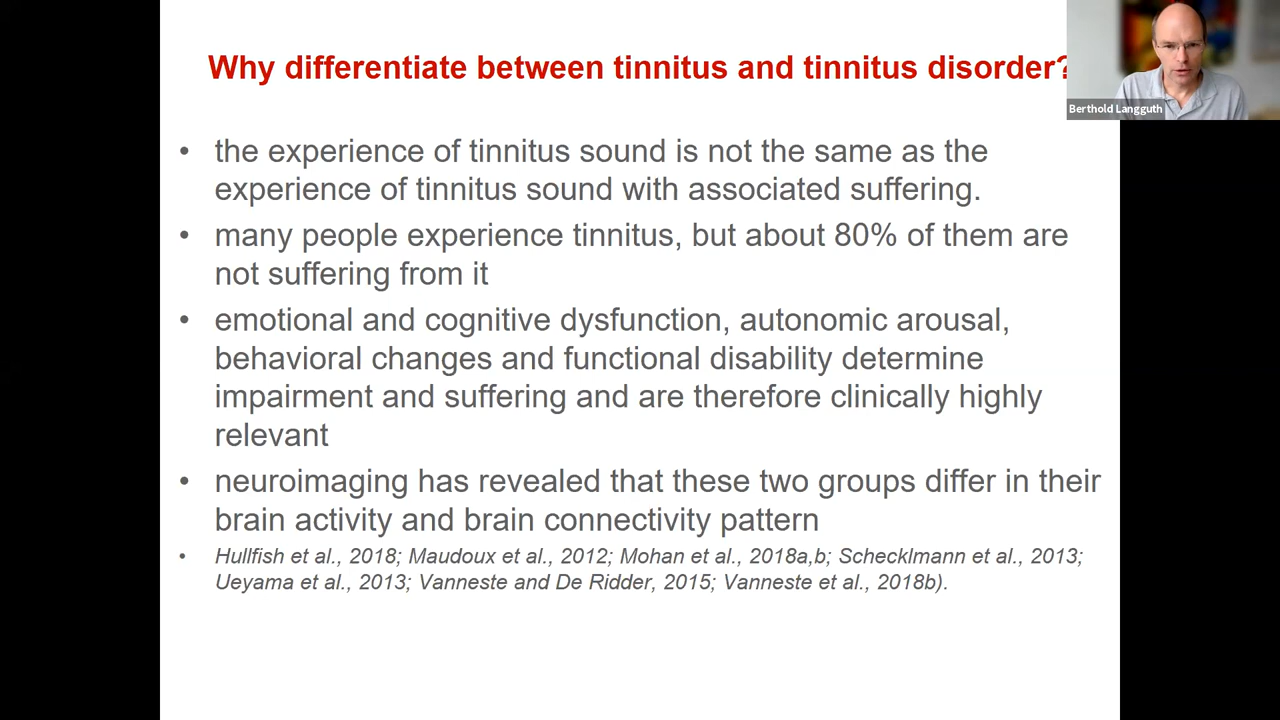 Why differentiate between tinnitus and tinnitus disorder?
Berthold Langguth
• the experience of tinnitus sound is not the same as the
experience of tinnitus sound with associated suffering.
• many people experience tinnitus, but about 80% of them are
not suffering from it
• emotional and cognitive dysfunction, autonomic arousal,
behavioral changes and functional disability determine
impairment and suffering and are therefore clinically highly
relevant
• neuroimaging has revealed that these two groups differ in their
brain activity and brain connectivity pattern
• Hullfish et al., 2018; Maudoux et al., 2012; Mohan et al., 2018a,b; Schecklmann et al., 2013;
Ueyama et al., 2013; Vanneste and De Ridder, 2015; Vanneste et al., 2018b).